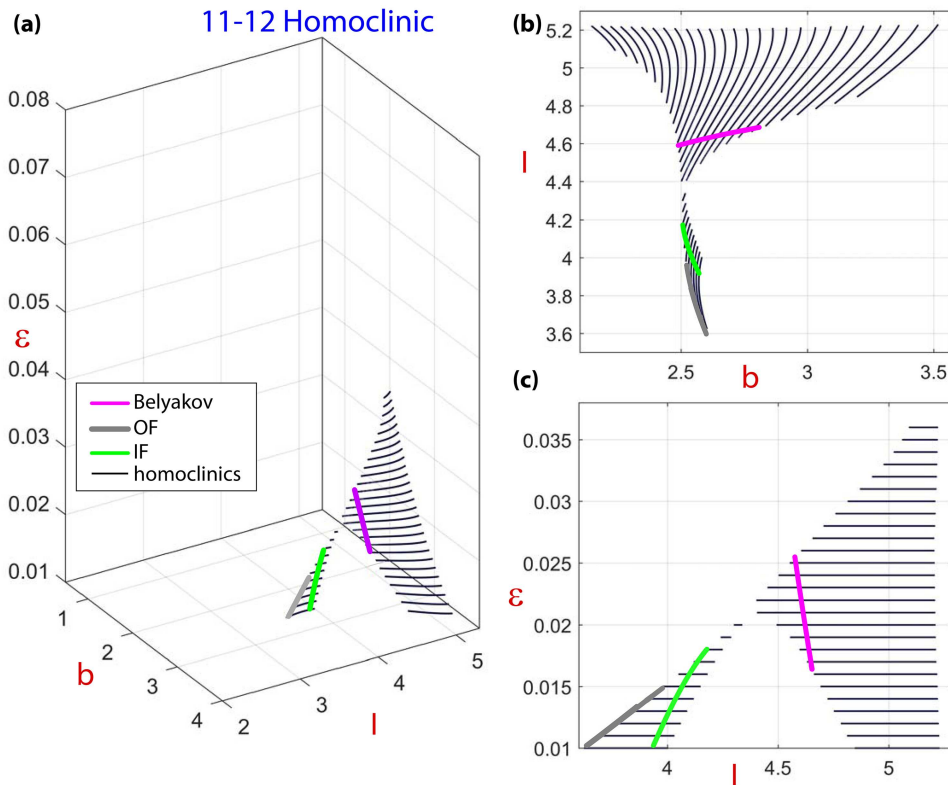 11-12 Homoclinic
(a)
0.08
0.07
0.06
0.05
0.04
0.03
0.02
0.01
ε
Belyakov
OF
IF
homoclinics
1
2
3
4
b
2
3
4
5
l
(b)
5.2
5
4.8
4.6
4.4
4.2
4
3.8
3.6
l
2.5
3
3.5
b
(c)
0.035
0.03
0.025
0.02
0.015
0.01
ε
4
4.5
5
l